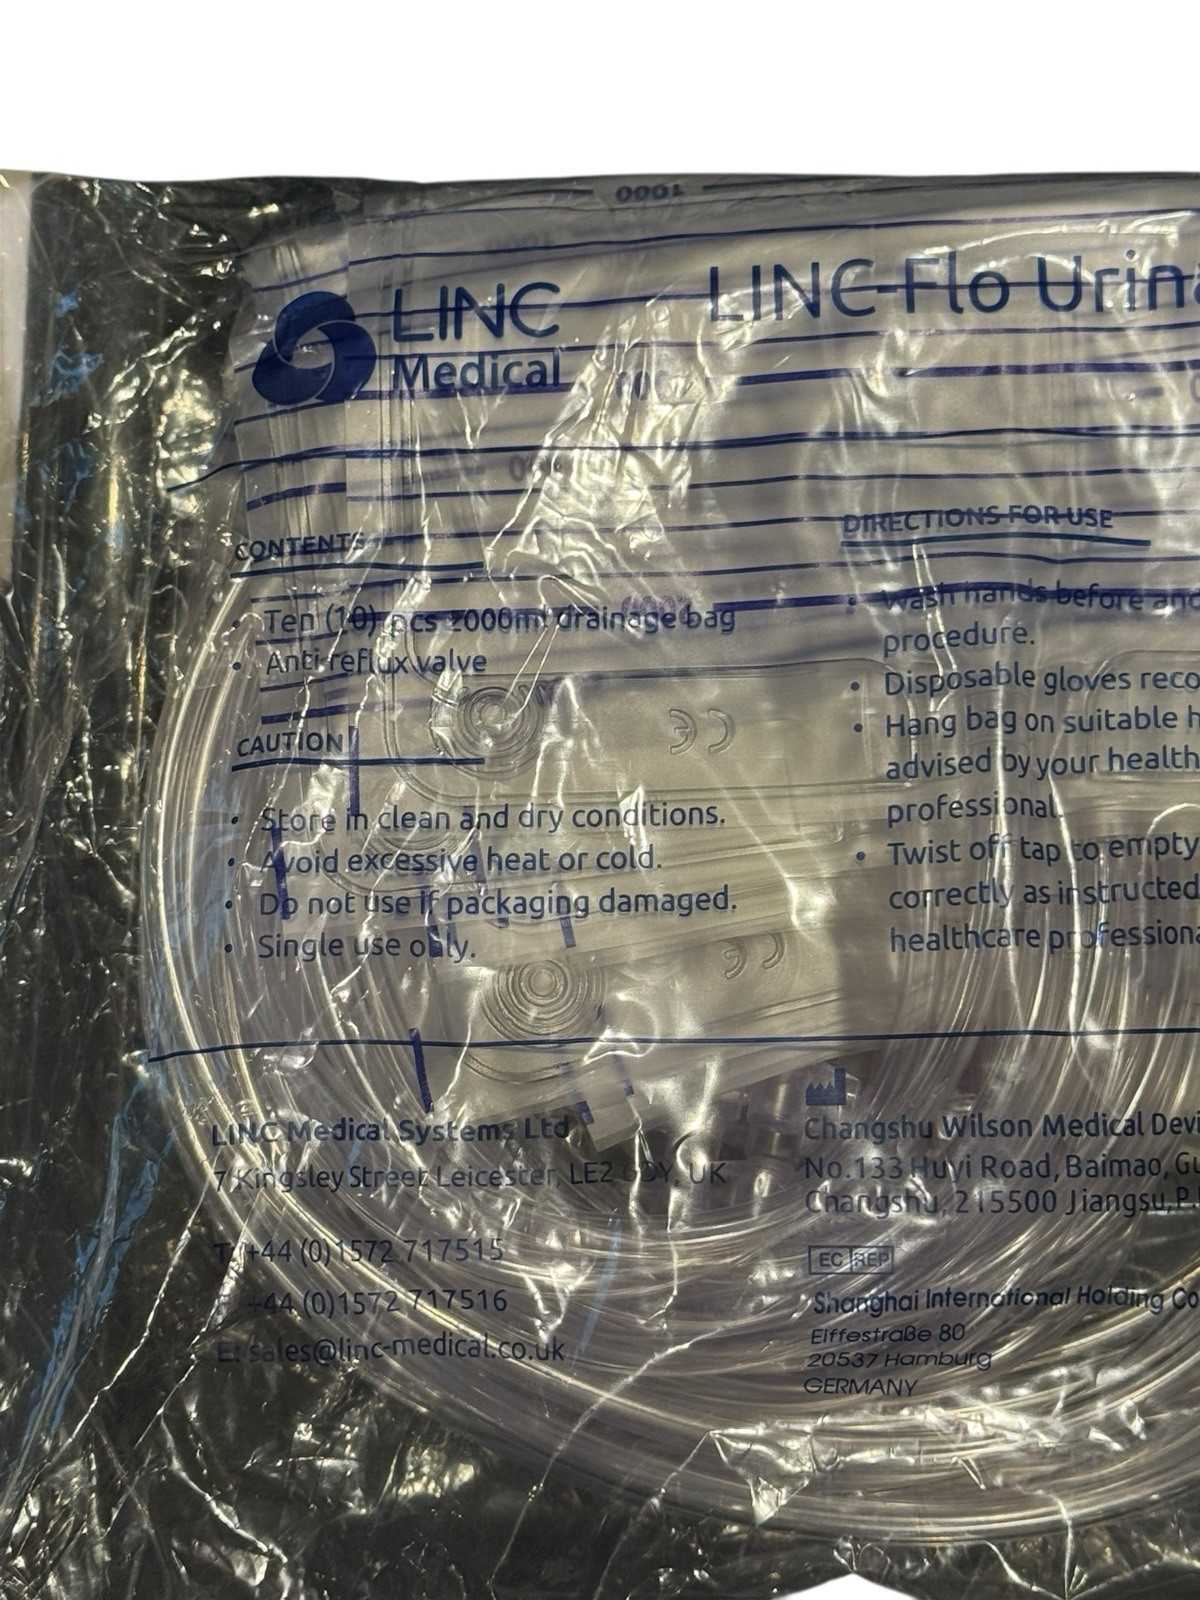 LINC
Medical
LINC-Flo Urin
CONTENTS
• Ten (10) pcs 2000ml drainage bag
• Anti-reflux valve
CAUTION
• Store in clean and dry conditions.
• Avoid excessive heat or cold.
• Do not use if packaging damaged.
• Single use only.
DIRECTIONS FOR USE
• Wash hands before and
procedure.
• Disposable gloves reco
• Hang bag on suitable h
advised by your health
professional.
• Twist off tap to empty
correctly as instructed
healthcare professiona
LINC Medical Systems Ltd
7 Kingsley Street Leicester, LE2 6DY, UK
T: +44 (0)1572 717515
+44 (0)1572 717516
E: sales@linc-medical.co.uk
Changshu Wilson Medical Devi
No.133 Huyi Road, Baimao, Gu
Changshu, 215500 Jiangsu, P.
EC REP
Shanghai International Holding Co
Eiffestraße 80
20537 Hamburg
GERMANY
1000
CE
CE